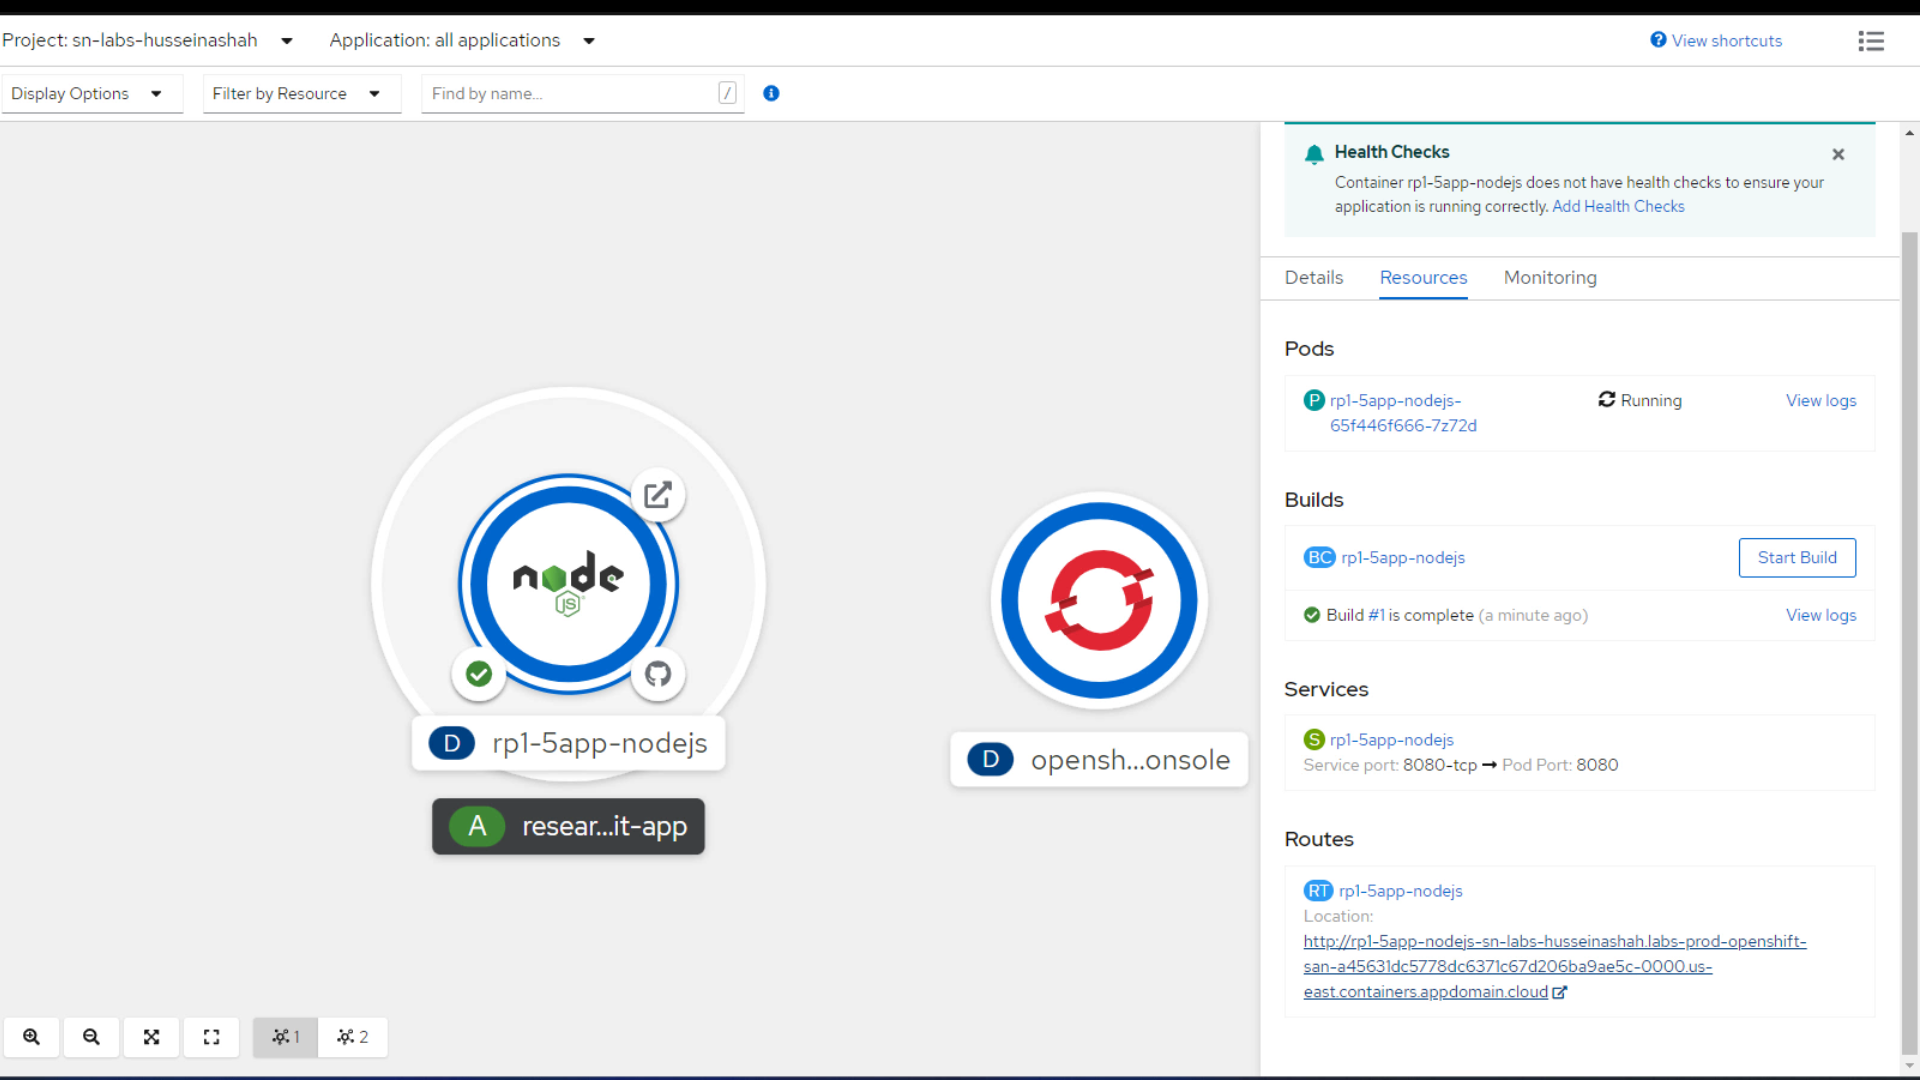 Project: sn-labs-husseinashah
Application: all applications
View shortcuts
Display Options
Filter by Resource
Find by name...
/
Health Checks
Container rp1-5app-nodejs does not have health checks to ensure your
application is running correctly. Add Health Checks
Details
Resources
Monitoring
Pods
P rp1-5app-nodejs-
65f446f666-7z72d
Running
View logs
Builds
BC rp1-5app-nodejs
Start Build
Build #1 is complete (a minute ago)
View logs
Services
S rp1-5app-nodejs
Service port: 8080-tcp → Pod Port: 8080
Routes
RT rp1-5app-nodejs
Location:
http://rp1-5app-nodejs-sn-labs-husseinashah.labs-prod-openshift-
san-a45631dc5778dc6371c67d206ba9ae5c-0000.us-
east.containers.appdomain.cloud
node
JS
D rp1-5app-nodejs
A resear...it-app
D opensh...onsole
1
2